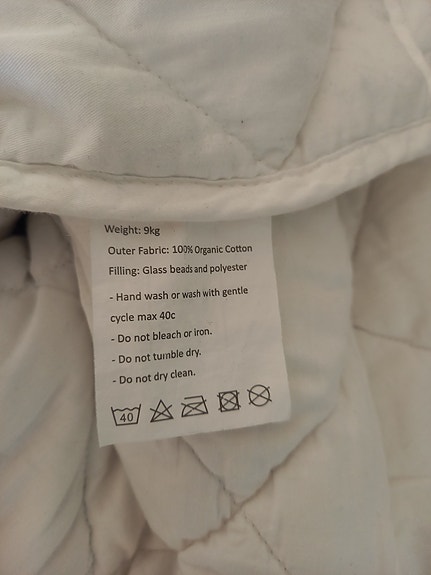 Weight: 9kg
Outer Fabric: 100% Organic Cotton
Filling: Glass beads and polyester
- Hand wash or wash with gentle
cycle max 40c
- Do not bleach or iron.
- Do not tumble dry.
- Do not dry clean.
40